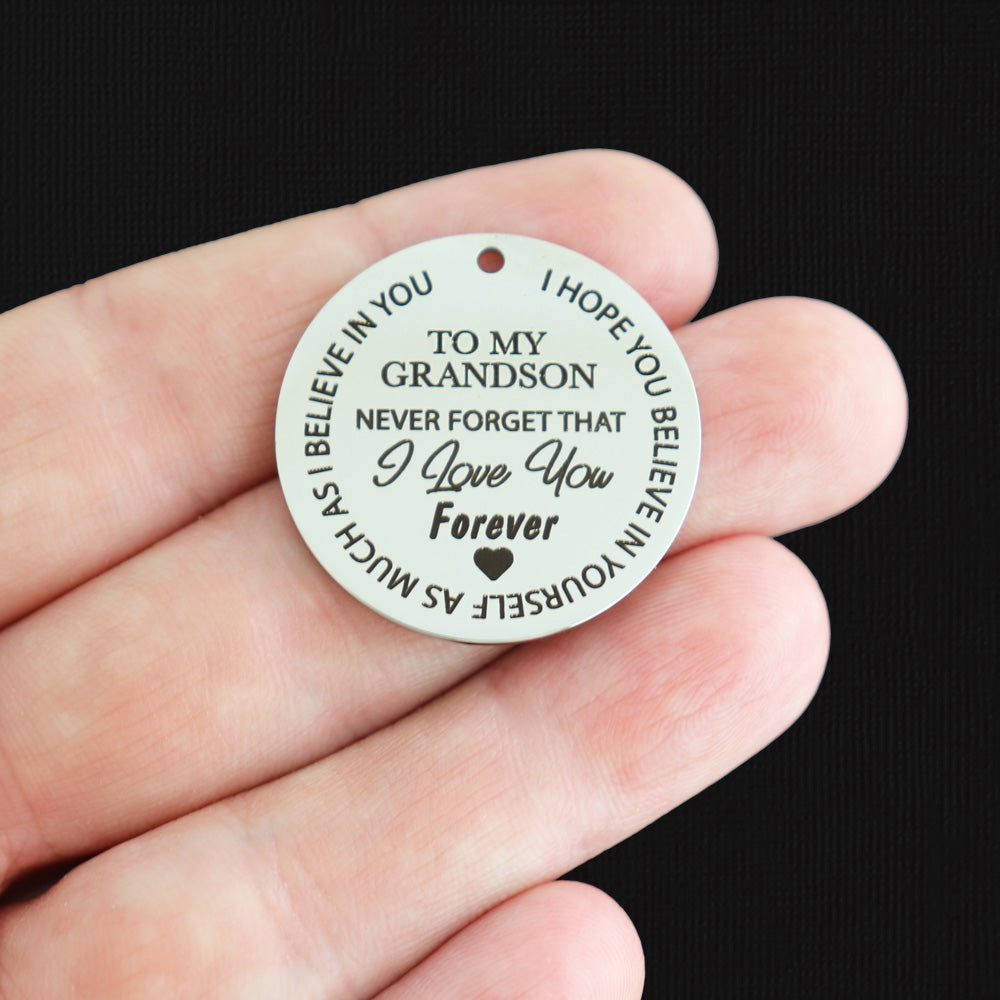 TO MY
GRANDSON
NEVER FORGET THAT
I Love You
Forever
I HOPE YOU BELIEVE IN YOURSELF AS MUCH AS I BELIEVE IN YOU